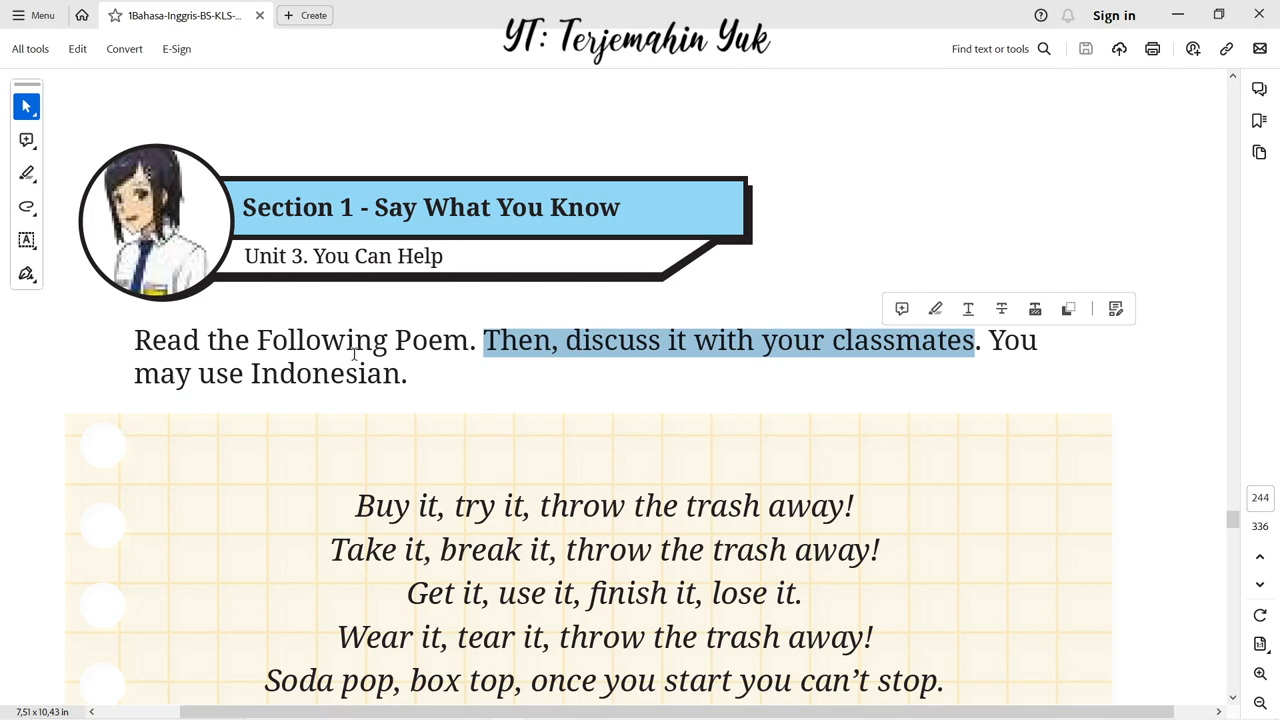 Menu
1Bahasa-Inggris-BS-KLS-...
Create
YT: Terjemahin Yuk
Sign in
All tools
Edit
Convert
E-Sign
Find text or tools
Section 1 - Say What You Know
Unit 3. You Can Help
Read the Following Poem. Then, discuss it with your classmates. You
may use Indonesian.
Buy it, try it, throw the trash away!
Take it, break it, throw the trash away!
Get it, use it, finish it, lose it.
Wear it, tear it, throw the trash away!
Soda pop, box top, once you start you can’t stop.
244
336
7,51 x 10,43 in